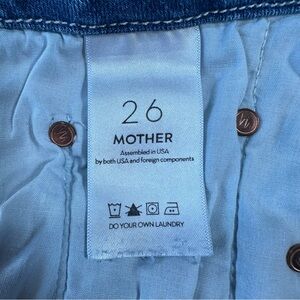 26
MOTHER
Assembled in USA
by both USA and foreign components
DO YOUR OWN LAUNDRY